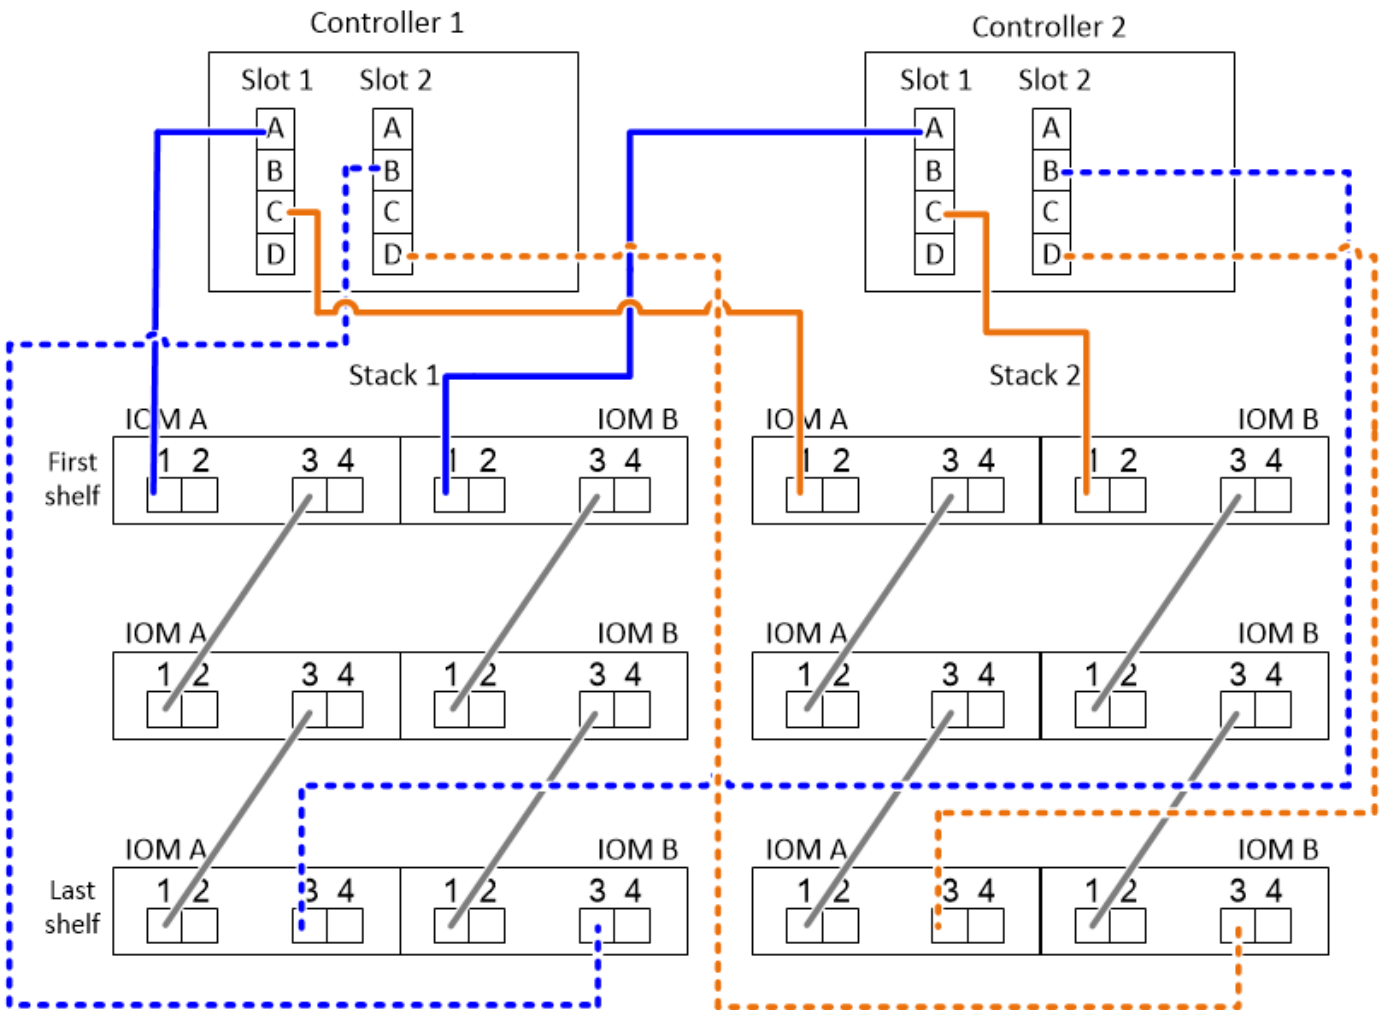 Controller 1 Controller 2
Slot 1 Slot 2 Slot 1 Slot 2
A A A A
B B B B
C C C C
D D D D
Stack 1 Stack 2
IOM A IOM B IOM A IOM B
First shelf
1 2 3 4 1 2 3 4 1 2 3 4 1 2 3 4
IOM A IOM B IOM A IOM B
1 2 3 4 1 2 3 4 1 2 3 4 1 2 3 4
IOM A IOM B IOM A IOM B
Last shelf
1 2 3 4 1 2 3 4 1 2 3 4 1 2 3 4